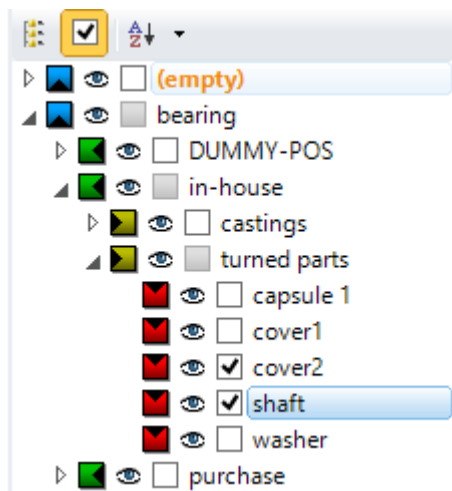 (empty)
bearing
DUMMY-POS
in-house
castings
turned parts
capsule 1
cover1
cover2
shaft
washer
purchase